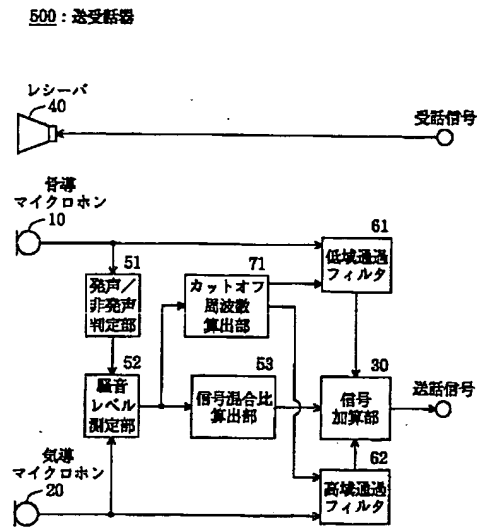 500:送受話器
レシーバ
40
受話信号
骨導
マイクロホン
10
51
発声/
非発声
判定部
71
カットオフ
周波数
算出部
61
低域通過
フィルタ
52
騒音
レベル
測定部
53
信号混合比
算出部
30
信号
加算部
送話信号
気導
マイクロホン
20
62
高域通過
フィルタ